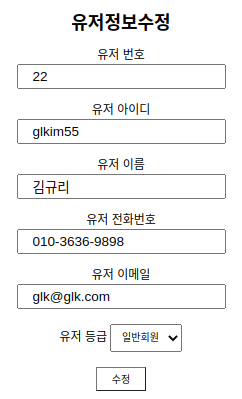 유저정보수정
유저 번호
22
유저 아이디
glkim55
유저 이름
김규리
유저 전화번호
010-3636-9898
유저 이메일
glk@glk.com
유저 등급 일반회원
수정